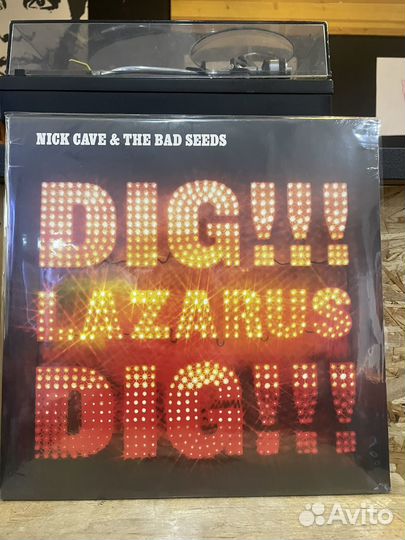 NICK CAVE & THE BAD SEEDS
DIG!!!
LAZARUS
DIG!!!
Avito